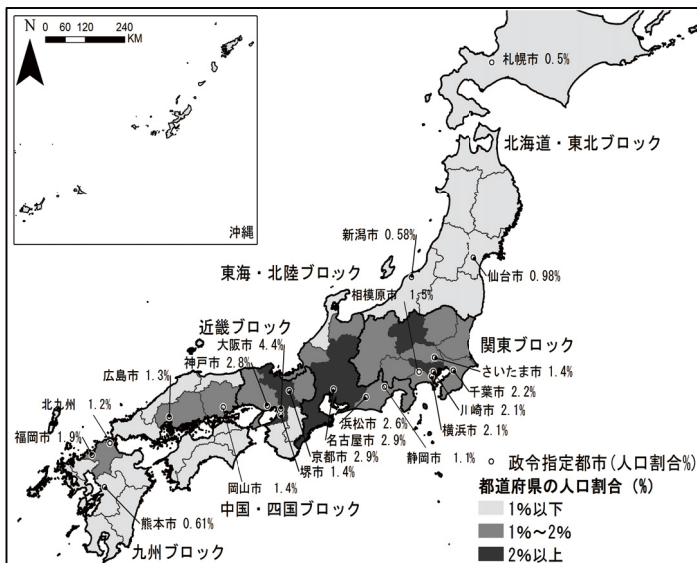 N
0 60 120 240
KM
札幌市 0.5%
北海道・東北ブロック
沖縄
新潟市 0.58%
仙台市 0.98%
東海・北陸ブロック
相模原市 1.5%
近畿ブロック
大阪市 4.4%
関東ブロック
神戸市 2.8%
さいたま市 1.4%
広島市 1.3%
千葉市 2.2%
北九州 1.2%
川崎市 2.1%
福岡市 1.9%
浜松市 2.6%
横浜市 2.1%
名古屋市 2.9%
静岡市 1.1%
京都市 2.9%
堺市 1.4%
岡山市 1.4%
中国・四国ブロック
熊本市 0.61%
九州ブロック
政令指定都市(人口割合%)
都道府県の人口割合 (%)
1%以下
1%~2%
2%以上